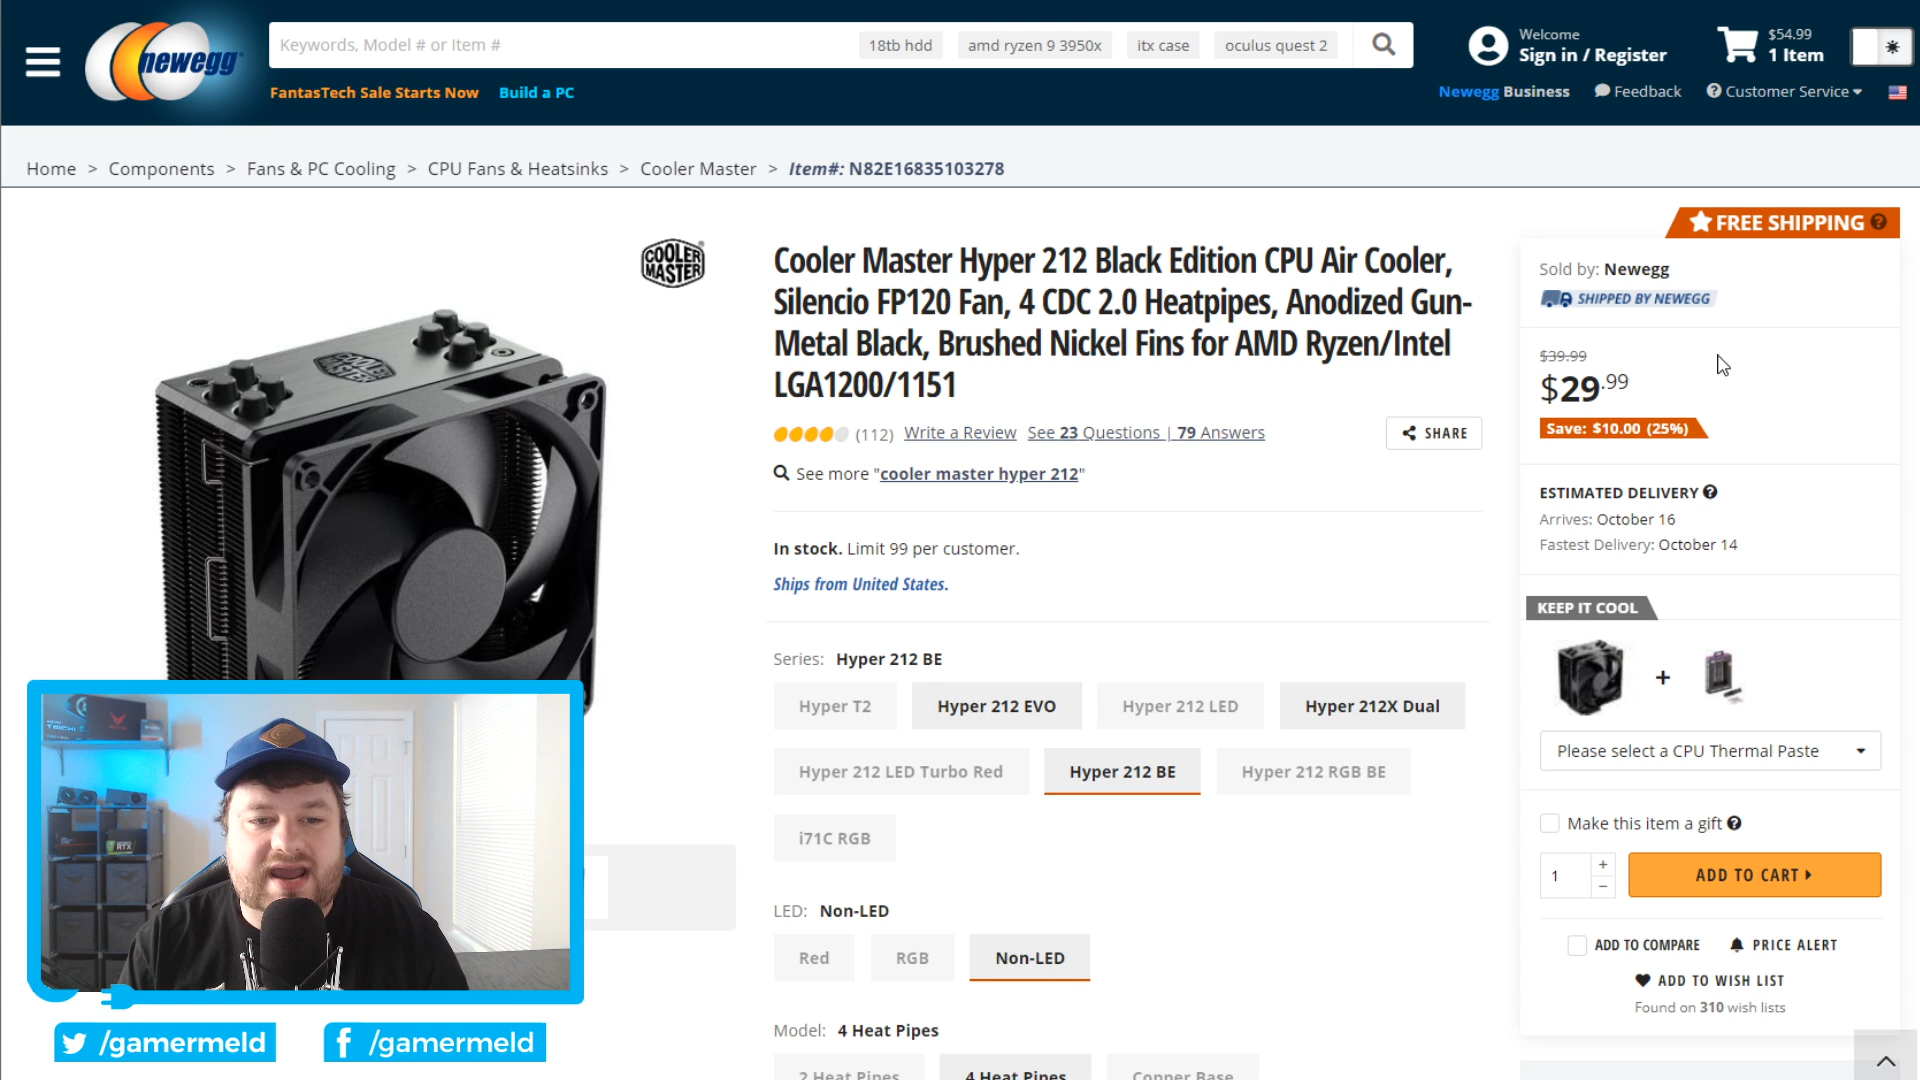 newegg
Keywords, Model # or Item #
18tb hdd
amd ryzen 9 3950x
itx case
oculus quest 2
Welcome
Sign in / Register
$54.99
1 Item
FantasTech Sale Starts Now
Build a PC
Newegg Business
Feedback
Customer Service
Home > Components > Fans & PC Cooling > CPU Fans & Heatsinks > Cooler Master > Item#: N82E16835103278
COOLER
MASTER
Cooler Master Hyper 212 Black Edition CPU Air Cooler,
Silencio FP120 Fan, 4 CDC 2.0 Heatpipes, Anodized Gun-
Metal Black, Brushed Nickel Fins for AMD Ryzen/Intel
LGA1200/1151
(112) Write a Review See 23 Questions | 79 Answers
SHARE
See more "cooler master hyper 212"
In stock. Limit 99 per customer.
Ships from United States.
Series: Hyper 212 BE
Hyper T2
Hyper 212 EVO
Hyper 212 LED
Hyper 212X Dual
Hyper 212 LED Turbo Red
Hyper 212 BE
Hyper 212 RGB BE
i71C RGB
LED: Non-LED
Red
RGB
Non-LED
Model: 4 Heat Pipes
2 Heat Pipes
4 Heat Pipes
Copper Base
FREE SHIPPING
Sold by: Newegg
SHIPPED BY NEWEGG
$39.99
$29.99
Save: $10.00 (25%)
ESTIMATED DELIVERY
Arrives: October 16
Fastest Delivery: October 14
KEEP IT COOL
+
Please select a CPU Thermal Paste
Make this item a gift
1
+
−
ADD TO CART
ADD TO COMPARE
PRICE ALERT
ADD TO WISH LIST
Found on 310 wish lists
/gamermeld
/gamermeld